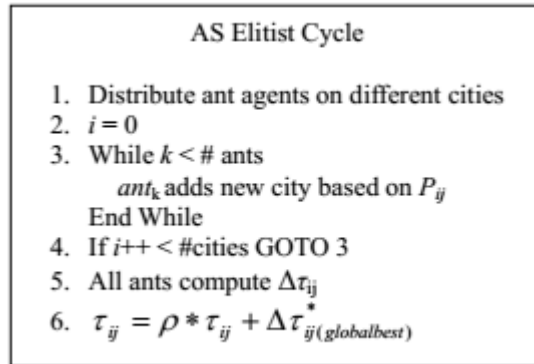 AS Elitist Cycle
1. Distribute ant agents on different cities
2. i = 0
3. While k < # ants
antₖ adds new city based on Pᵢⱼ
End While
4. If i++ < #cities GOTO 3
5. All ants compute Δτᵢⱼ
6. τᵢⱼ = ρ * τᵢⱼ + Δτ*ᵢⱼ(globalbest)